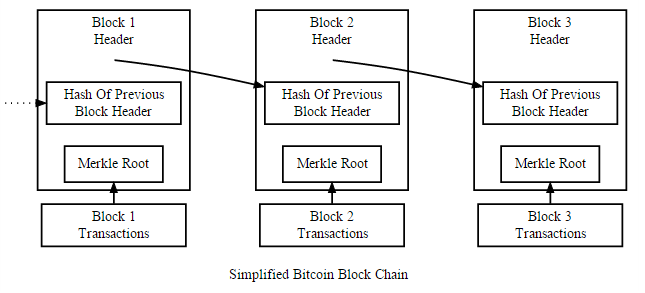 Block 1
Header
Hash Of Previous
Block Header
Merkle Root
Block 1
Transactions
Block 2
Header
Hash Of Previous
Block Header
Merkle Root
Block 2
Transactions
Block 3
Header
Hash Of Previous
Block Header
Merkle Root
Block 3
Transactions
Simplified Bitcoin Block Chain